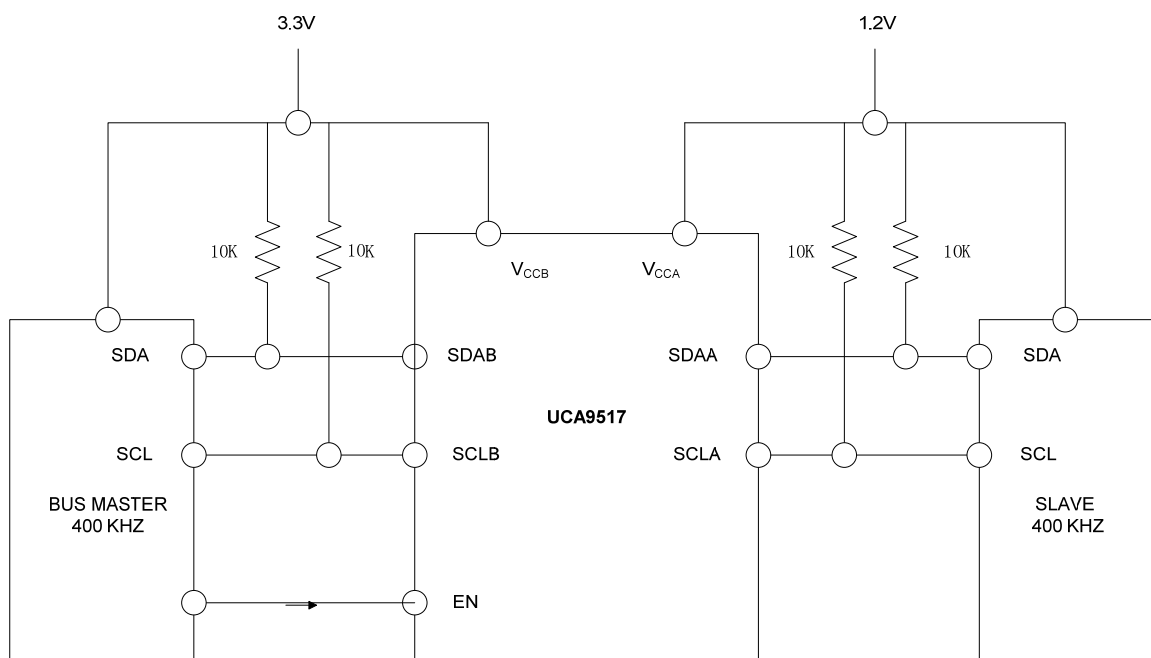 3.3V
1.2V
10K
10K
10K
10K
VCCB
VCCA
SDA
SDAB
SDAA
SDA
UCA9517
SCL
SCLB
SCLA
SCL
BUS MASTER
400 KHZ
SLAVE
400 KHZ
EN